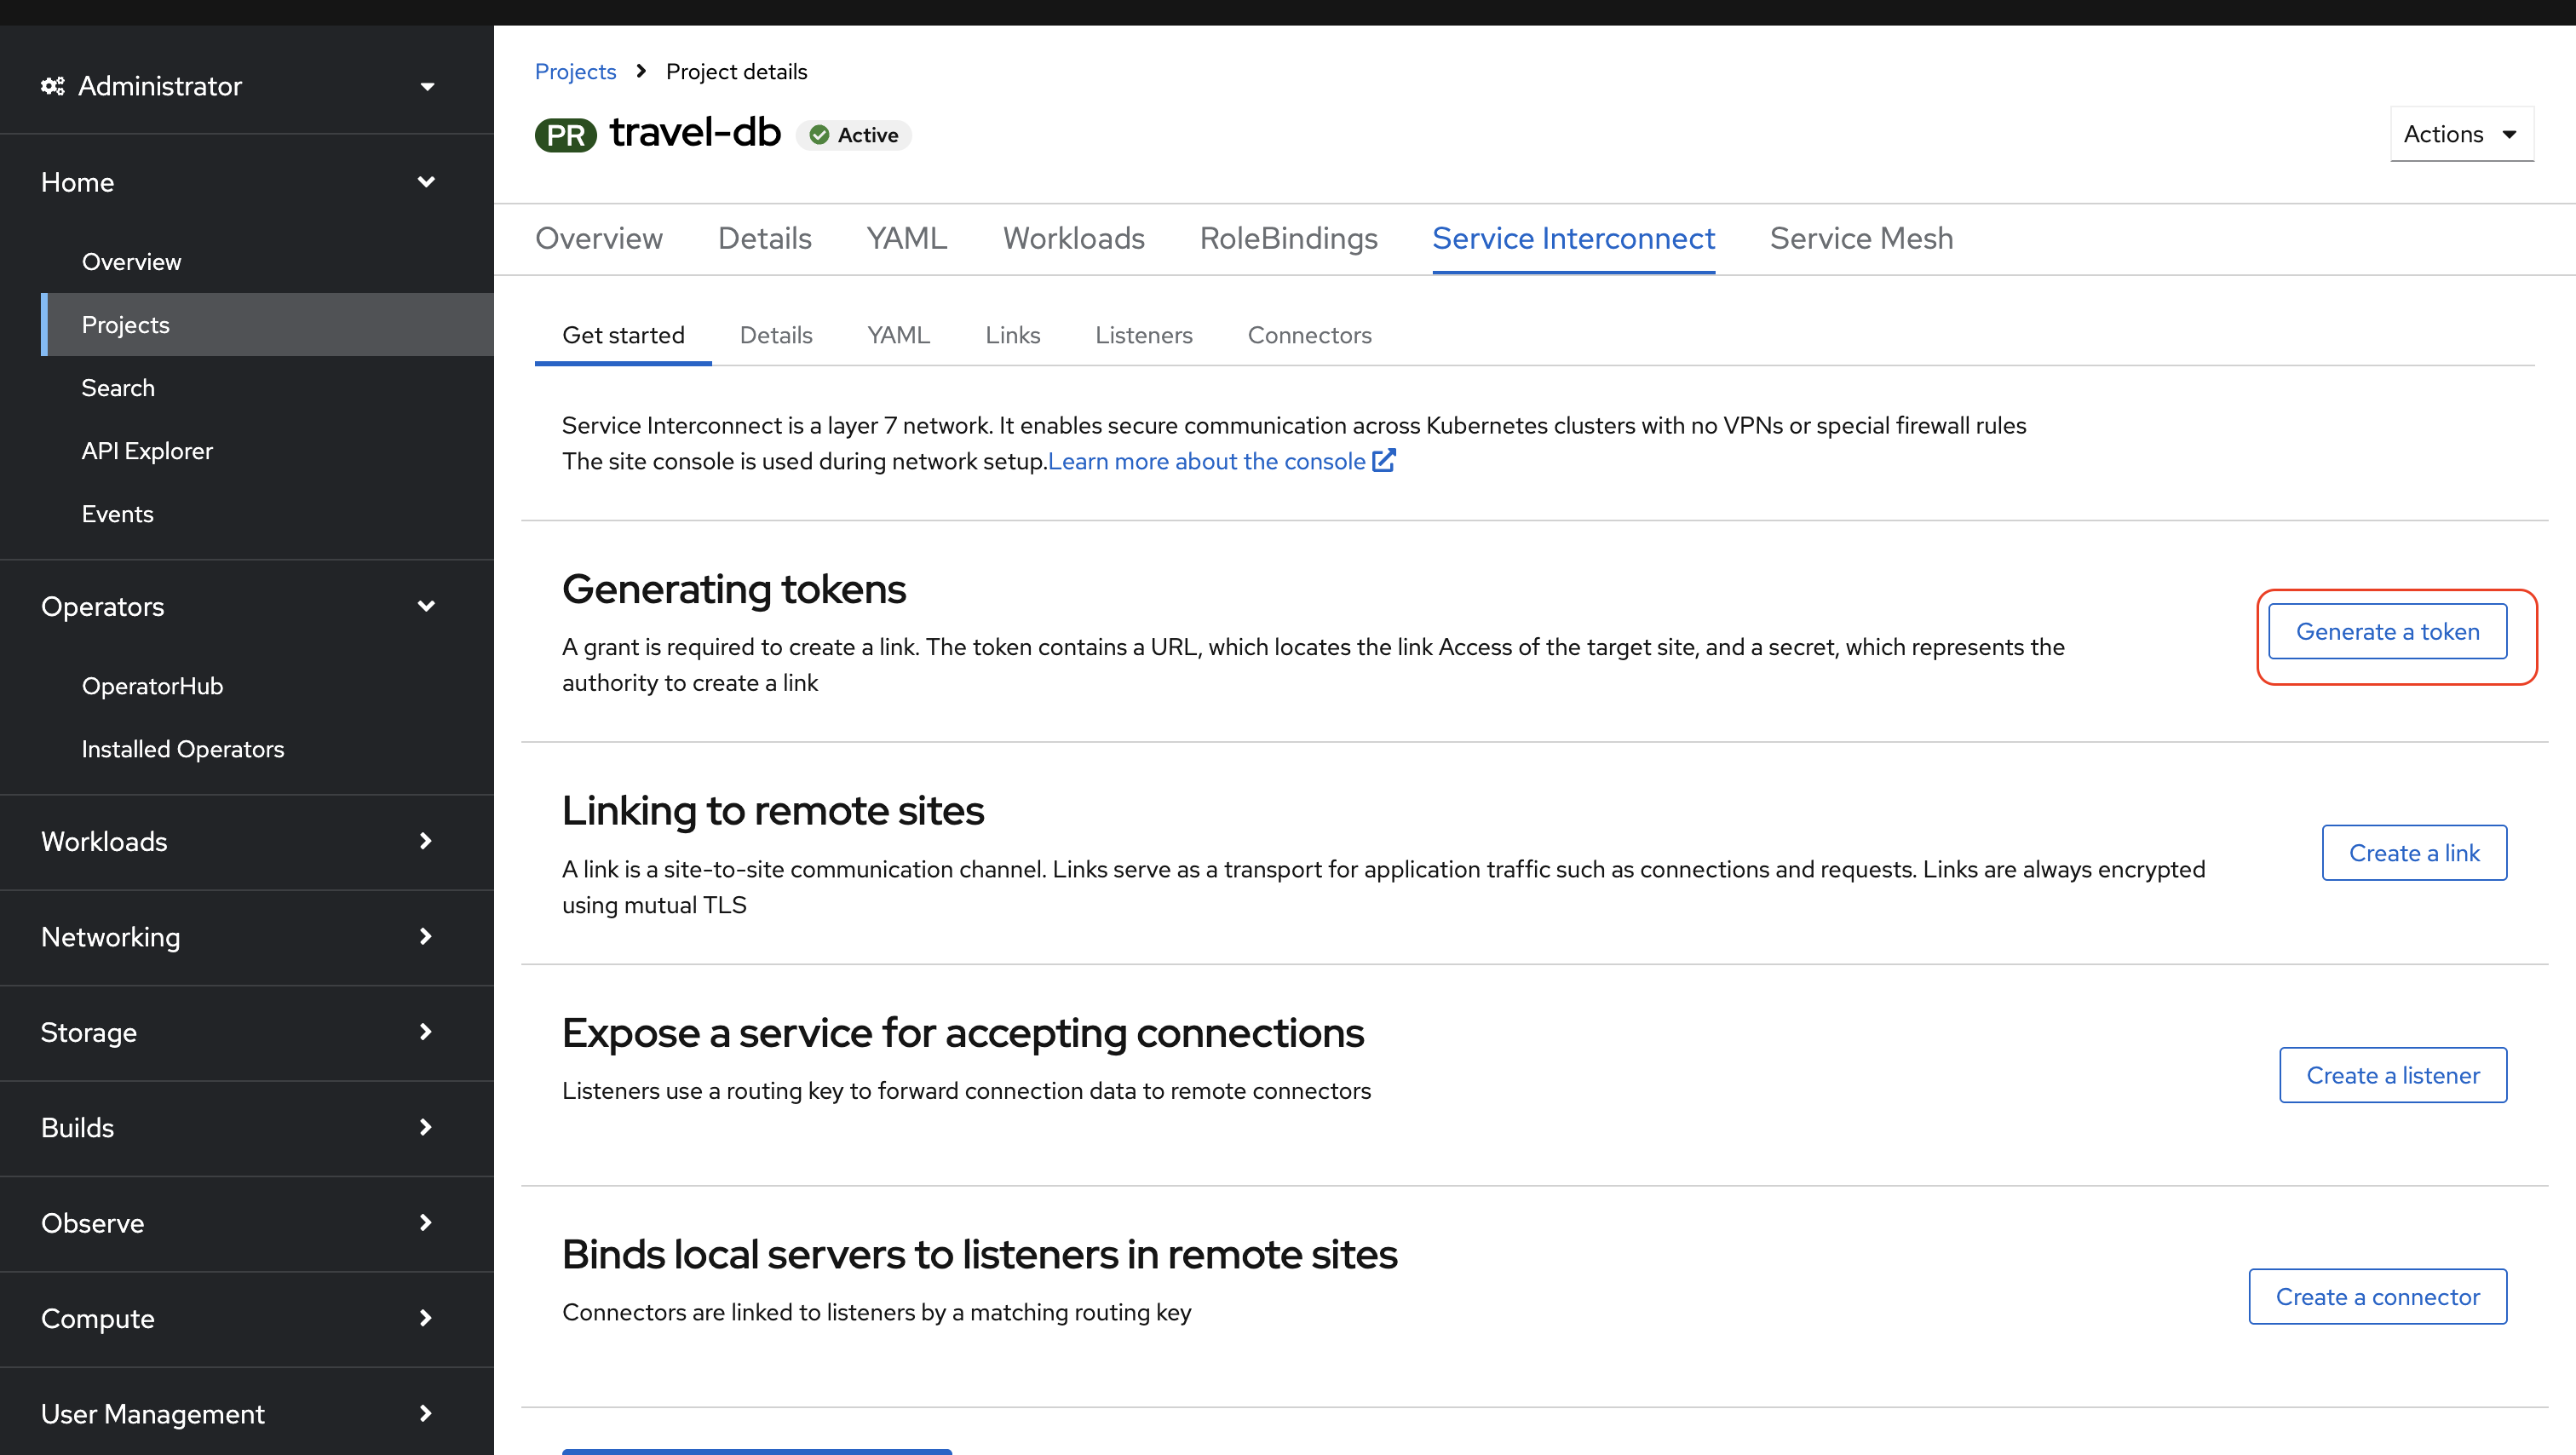 Administrator
Home
Overview
Projects
Search
API Explorer
Events
Operators
OperatorHub
Installed Operators
Workloads
Networking
Storage
Builds
Observe
Compute
User Management
Projects Project details
PR travel-db Active
Actions
Overview Details YAML Workloads RoleBindings Service Interconnect Service Mesh
Get started Details YAML Links Listeners Connectors
Service Interconnect is a layer 7 network. It enables secure communication across Kubernetes clusters with no VPNs or special firewall rules
The site console is used during network setup.Learn more about the console
Generating tokens
A grant is required to create a link. The token contains a URL, which locates the link Access of the target site, and a secret, which represents the
authority to create a link
Generate a token
Linking to remote sites
A link is a site-to-site communication channel. Links serve as a transport for application traffic such as connections and requests. Links are always encrypted
using mutual TLS
Create a link
Expose a service for accepting connections
Listeners use a routing key to forward connection data to remote connectors
Create a listener
Binds local servers to listeners in remote sites
Connectors are linked to listeners by a matching routing key
Create a connector